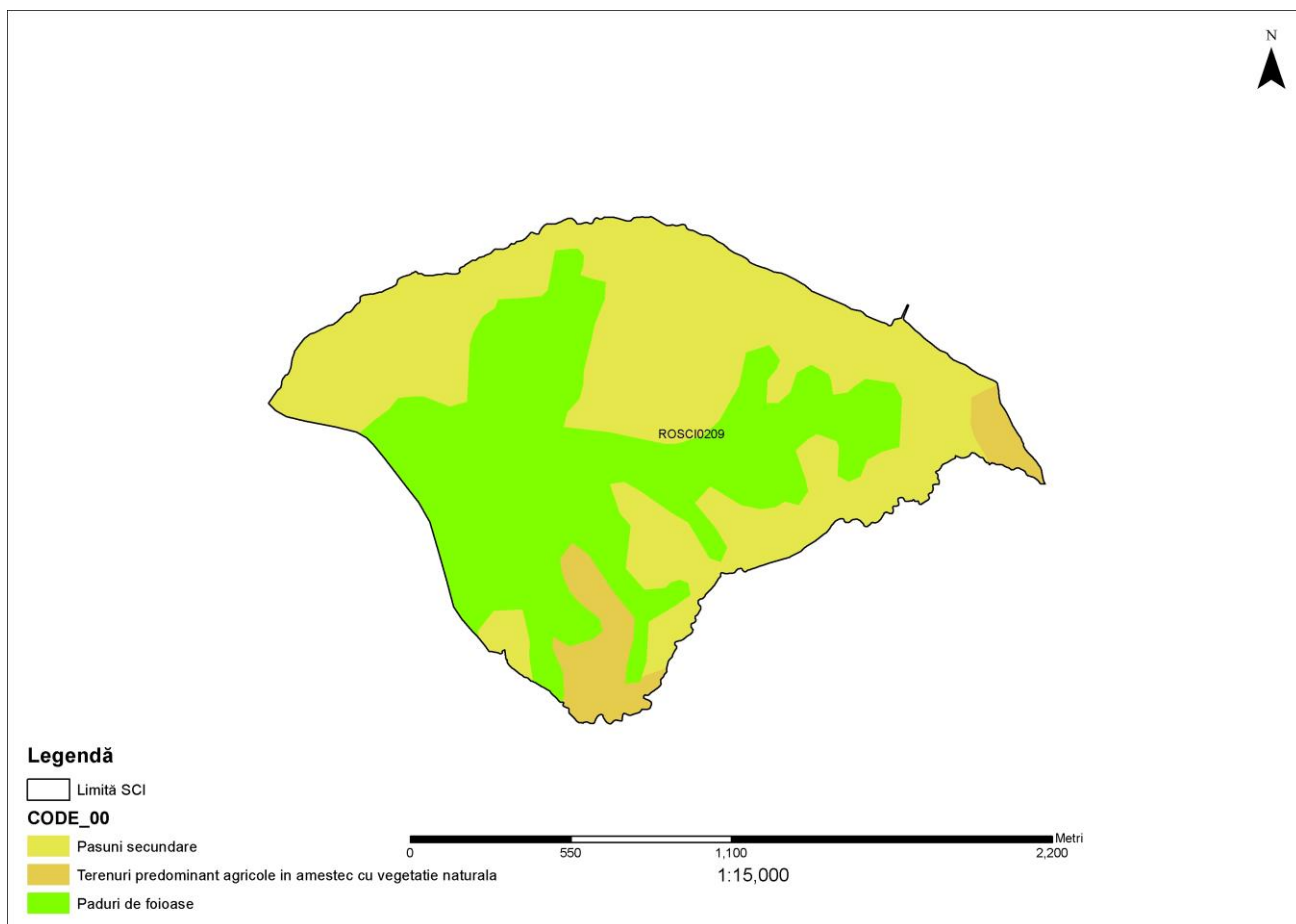 N
ROSCI0209
Legendă
Limită SCI
CODE_00
Pasuni secundare
Terenuri predominant agricole in amestec cu vegetatie naturala
Paduri de foioase
Metri
0 550 1,100 2,200
1:15,000